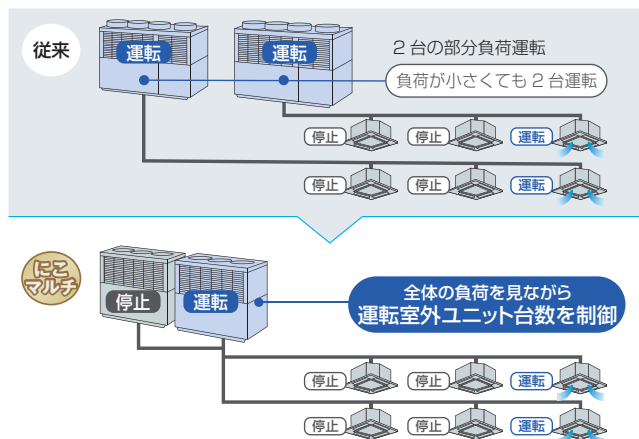 従来
運転
運転
2台の部分負荷運転
負荷が小さくても2台運転
停止
停止
運転
停止
停止
運転
にこ
マルチ
停止
運転
全体の負荷を見ながら
運転室外ユニット台数を制御
停止
停止
運転
停止
停止
運転